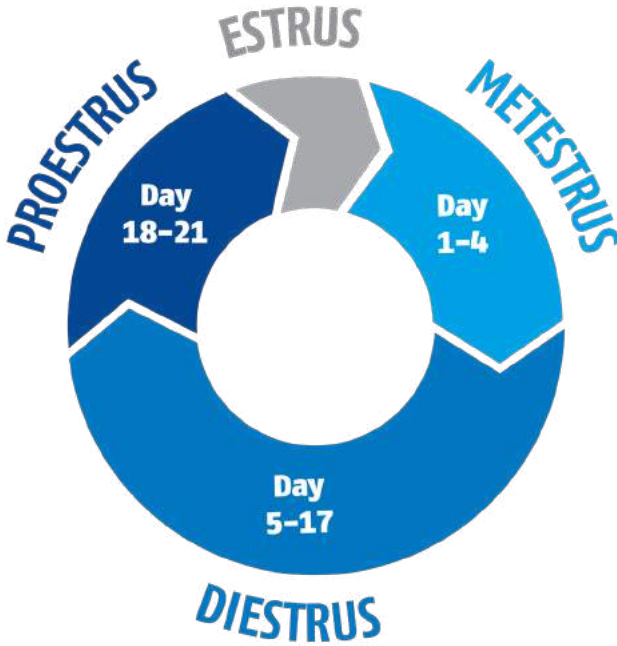 ESTRUS
METESTRUS
PROESTRUS
Day
18–21
Day
1–4
Day
5–17
DIESTRUS